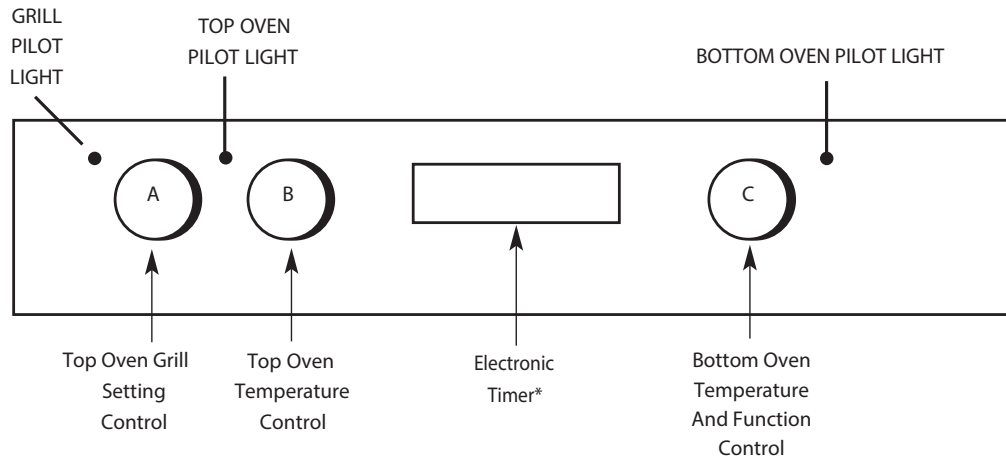 GRILL
PILOT
LIGHT
TOP OVEN
PILOT LIGHT
BOTTOM OVEN PILOT LIGHT
A
B
C
Top Oven Grill
Setting
Control
Top Oven
Temperature
Control
Electronic
Timer*
Bottom Oven
Temperature
And Function
Control